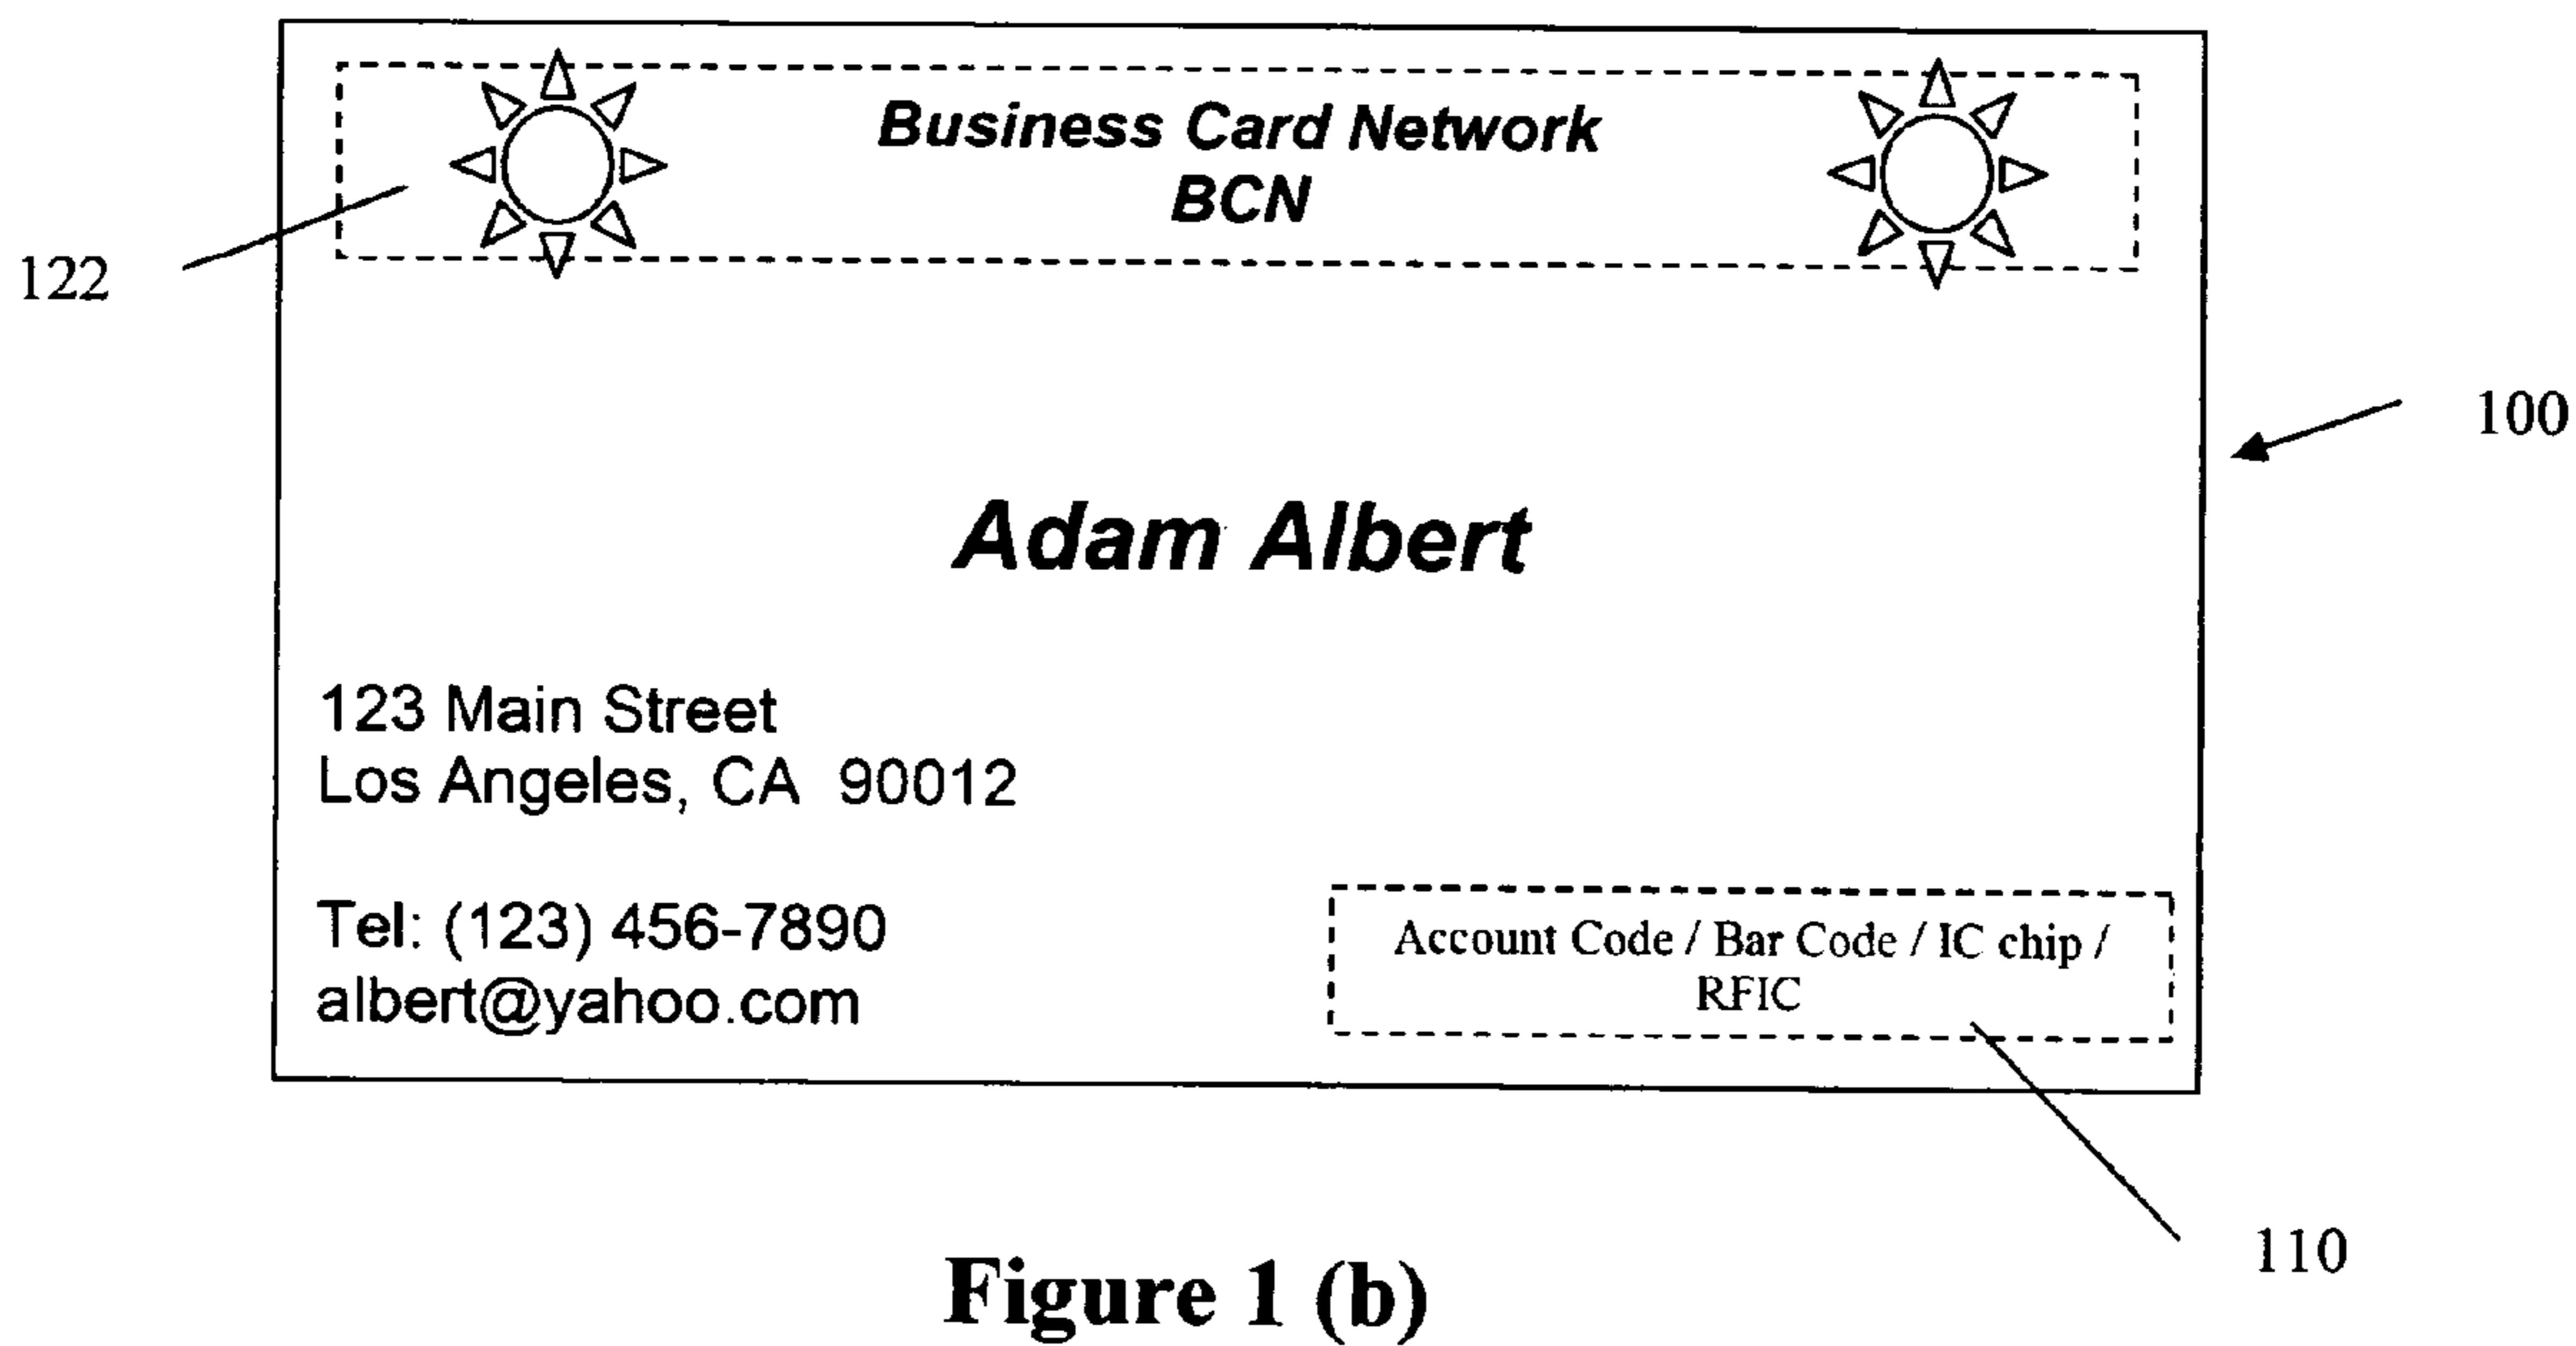 Business Card Network
BCN
122
100
Adam Albert
123 Main Street
Los Angeles, CA 90012
Tel: (123) 456-7890
albert@yahoo.com
Account Code / Bar Code / IC chip /
RFIC
110
Figure 1 (b)